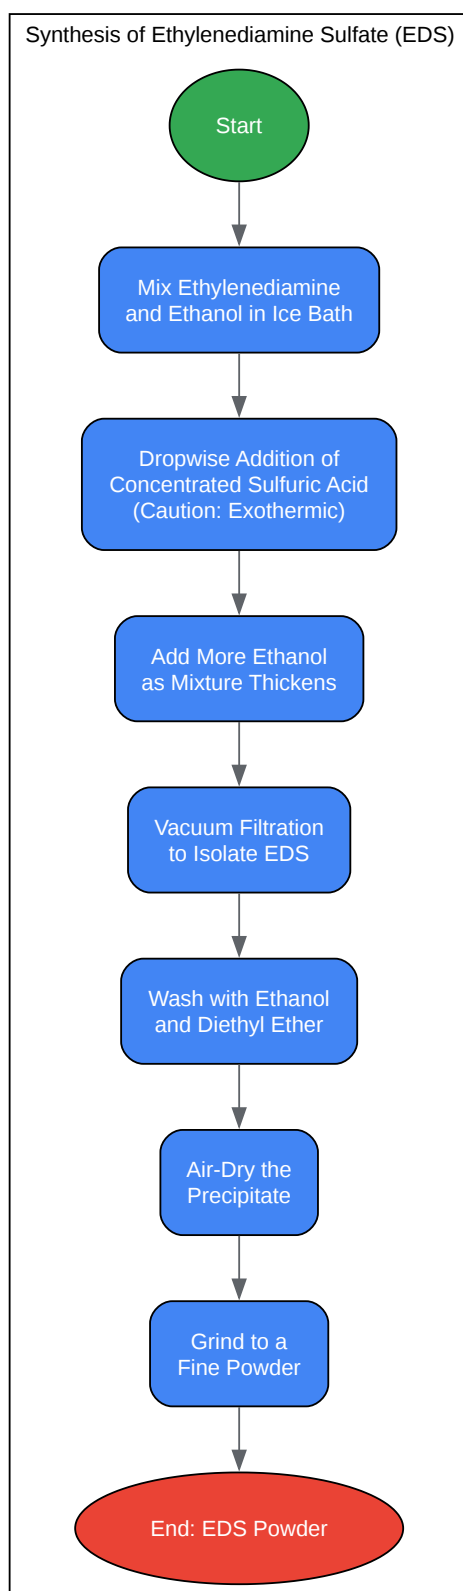 Synthesis of Ethylenediamine Sulfate (EDS)
Start
Mix Ethylenediamine
and Ethanol in Ice Bath
Dropwise Addition of
Concentrated Sulfuric Acid
(Caution: Exothermic)
Add More Ethanol
as Mixture Thickens
Vacuum Filtration
to Isolate EDS
Wash with Ethanol
and Diethyl Ether
Air-Dry the
Precipitate
Grind to a
Fine Powder
End: EDS Powder